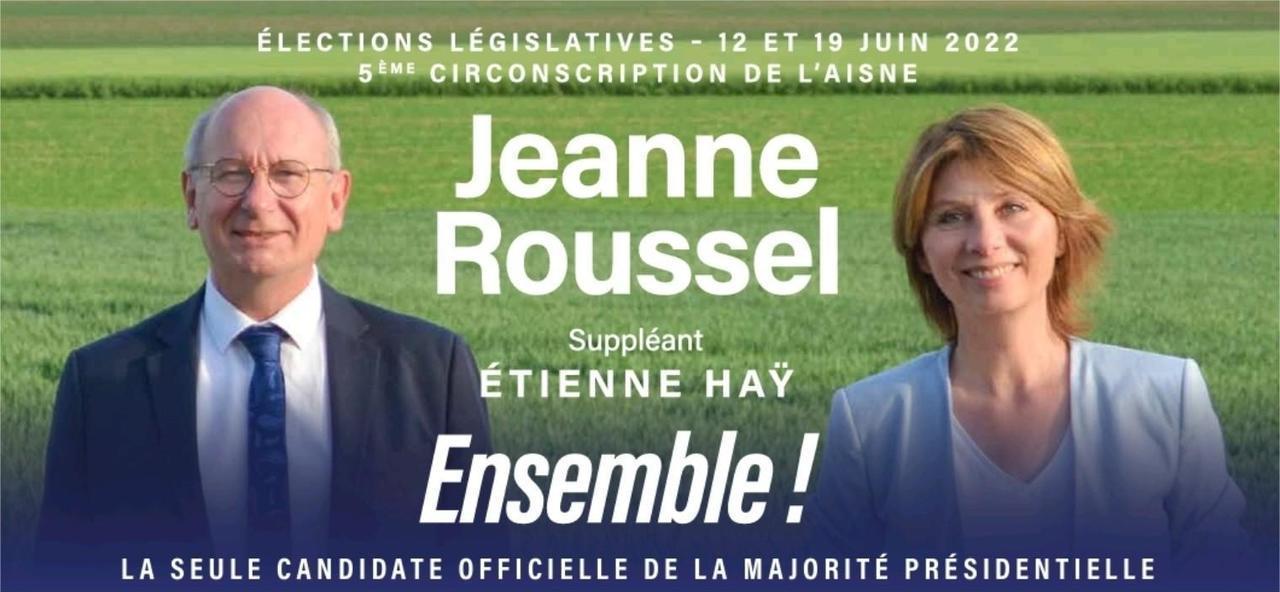 ÉLECTIONS LÉGISLATIVES - 12 ET 19 JUIN 2022
5ÈME CIRCONSCRIPTION DE L'AISNE
Jeanne
Roussel
Suppléant
ÉTIENNE HAŸ
Ensemble !
LA SEULE CANDIDATE OFFICIELLE DE LA MAJORITÉ PRÉSIDENTIELLE